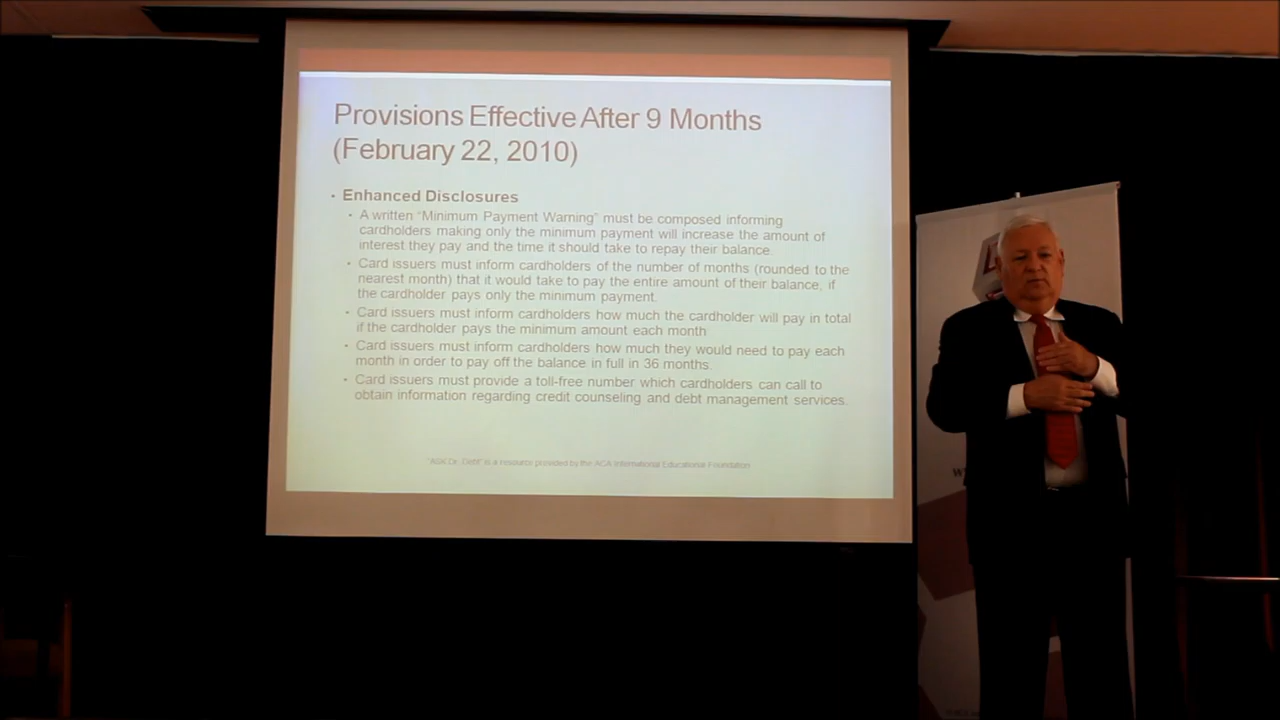 Provisions Effective After 9 Months
(February 22, 2010)
• Enhanced Disclosures
• A written “Minimum Payment Warning” must be composed informing
cardholders making only the minimum payment will increase the amount of
interest they pay and the time it should take to repay their balance.
• Card issuers must inform cardholders of the number of months (rounded to the
nearest month) that it would take to pay the entire amount of their balance, if
the cardholder pays only the minimum payment.
• Card issuers must inform cardholders how much the cardholder will pay in total
if the cardholder pays the minimum amount each month
• Card issuers must inform cardholders how much they would need to pay each
month in order to pay off the balance in full in 36 months.
• Card issuers must provide a toll-free number which cardholders can call to
obtain information regarding credit counseling and debt management services.
"Ask Dr. Debt" is a resource provided by the ACA International Educational Foundation